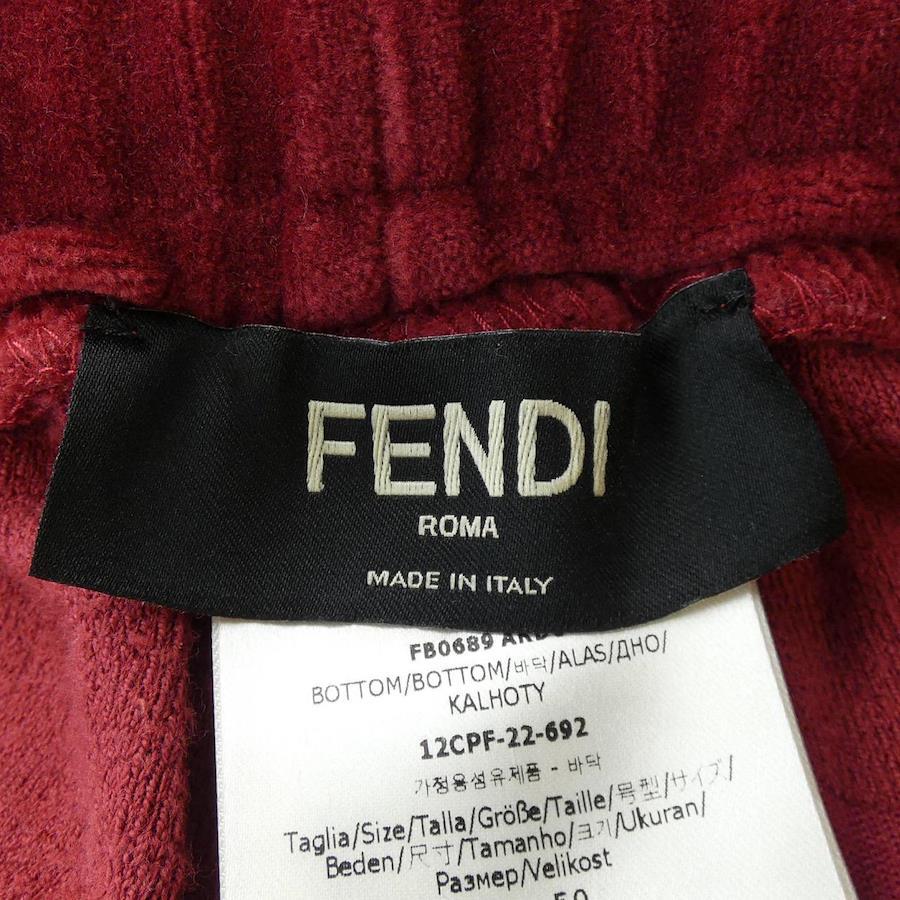 FENDI
ROMA
MADE IN ITALY
FB0689
BOTTOM/BOTTOM/바닥/ALAS/ДНО/
KALHOTY
12CPF-22-692
가정용섬유제품 - 바닥
Taglia/Size/Talla/Größe/Taille/号型/サイズ/
Beden/尺寸/Tamanho/크기/Ukuran/
Размер/Velikost
50